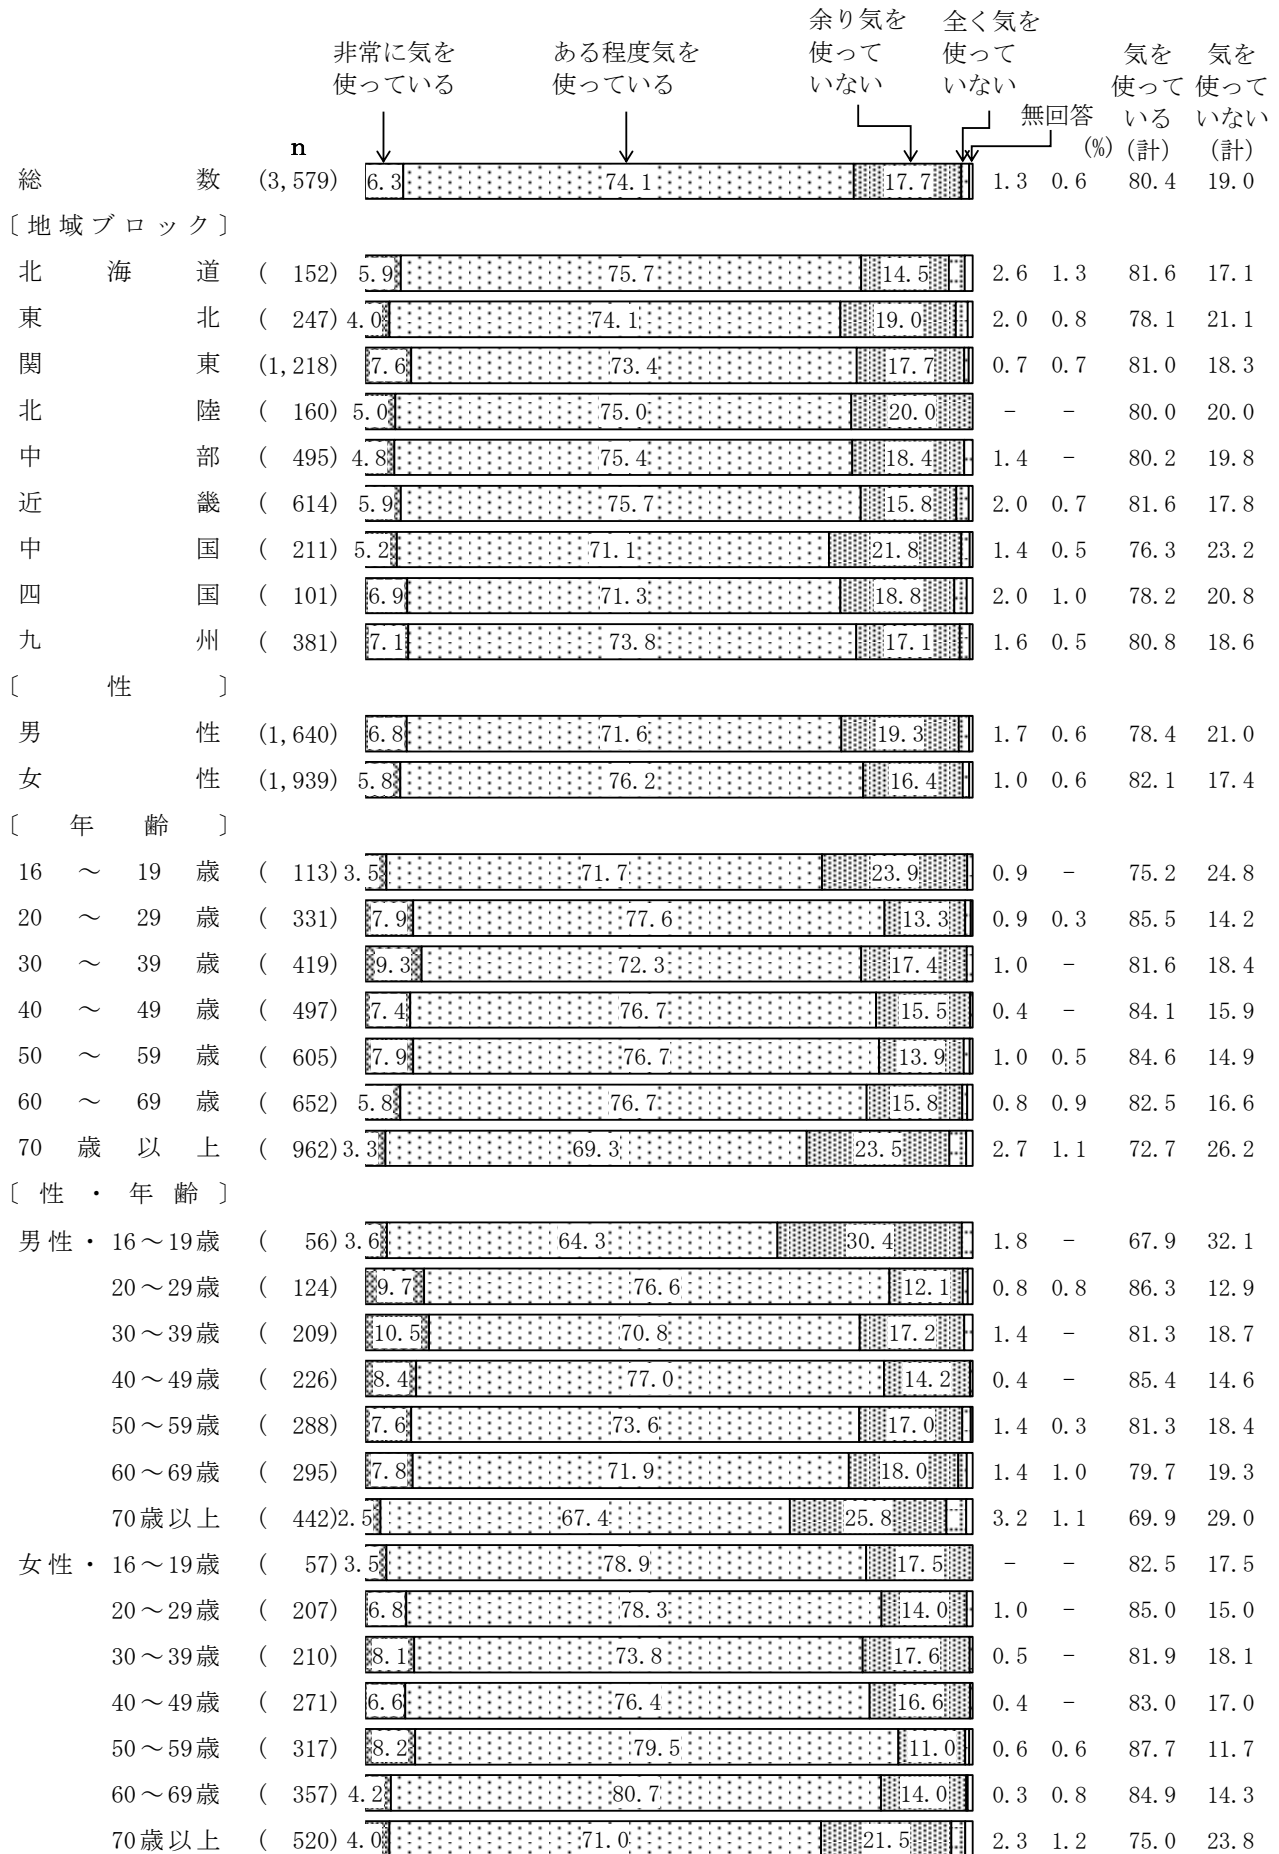 非常に気を使っている
ある程度気を使っている
余り気を使っていない
全く気を使っていない
無回答
気を使っている(計)
気を使っていない(計)
n (%)
総数 (3,579) 6.3 74.1 17.7 1.3 0.6 80.4 19.0
〔地域ブロック〕
北海道 (152) 5.9 75.7 14.5 2.6 1.3 81.6 17.1
東北 (247) 4.0 74.1 19.0 2.0 0.8 78.1 21.1
関東 (1,218) 7.6 73.4 17.7 0.7 0.7 81.0 18.3
北陸 (160) 5.0 75.0 20.0 - - 80.0 20.0
中部 (495) 4.8 75.4 18.4 1.4 - 80.2 19.8
近畿 (614) 5.9 75.7 15.8 2.0 0.7 81.6 17.8
中国 (211) 5.2 71.1 21.8 1.4 0.5 76.3 23.2
四国 (101) 6.9 71.3 18.8 2.0 1.0 78.2 20.8
九州 (381) 7.1 73.8 17.1 1.6 0.5 80.8 18.6
〔性〕
男性 (1,640) 6.8 71.6 19.3 1.7 0.6 78.4 21.0
女性 (1,939) 5.8 76.2 16.4 1.0 0.6 82.1 17.4
〔年齢〕
16～19歳 (113) 3.5 71.7 23.9 0.9 - 75.2 24.8
20～29歳 (331) 7.9 77.6 13.3 0.9 0.3 85.5 14.2
30～39歳 (419) 9.3 72.3 17.4 1.0 - 81.6 18.4
40～49歳 (497) 7.4 76.7 15.5 0.4 - 84.1 15.9
50～59歳 (605) 7.9 76.7 13.9 1.0 0.5 84.6 14.9
60～69歳 (652) 5.8 76.7 15.8 0.8 0.9 82.5 16.6
70歳以上 (962) 3.3 69.3 23.5 2.7 1.1 72.7 26.2
〔性・年齢〕
男性・16～19歳 (56) 3.6 64.3 30.4 1.8 - 67.9 32.1
20～29歳 (124) 9.7 76.6 12.1 0.8 0.8 86.3 12.9
30～39歳 (209) 10.5 70.8 17.2 1.4 - 81.3 18.7
40～49歳 (226) 8.4 77.0 14.2 0.4 - 85.4 14.6
50～59歳 (288) 7.6 73.6 17.0 1.4 0.3 81.3 18.4
60～69歳 (295) 7.8 71.9 18.0 1.4 1.0 79.7 19.3
70歳以上 (442) 2.5 67.4 25.8 3.2 1.1 69.9 29.0
女性・16～19歳 (57) 3.5 78.9 17.5 - - 82.5 17.5
20～29歳 (207) 6.8 78.3 14.0 1.0 - 85.0 15.0
30～39歳 (210) 8.1 73.8 17.6 0.5 - 81.9 18.1
40～49歳 (271) 6.6 76.4 16.6 0.4 - 83.0 17.0
50～59歳 (317) 8.2 79.5 11.0 0.6 0.6 87.7 11.7
60～69歳 (357) 4.2 80.7 14.0 0.3 0.8 84.9 14.3
70歳以上 (520) 4.0 71.0 21.5 2.3 1.2 75.0 23.8